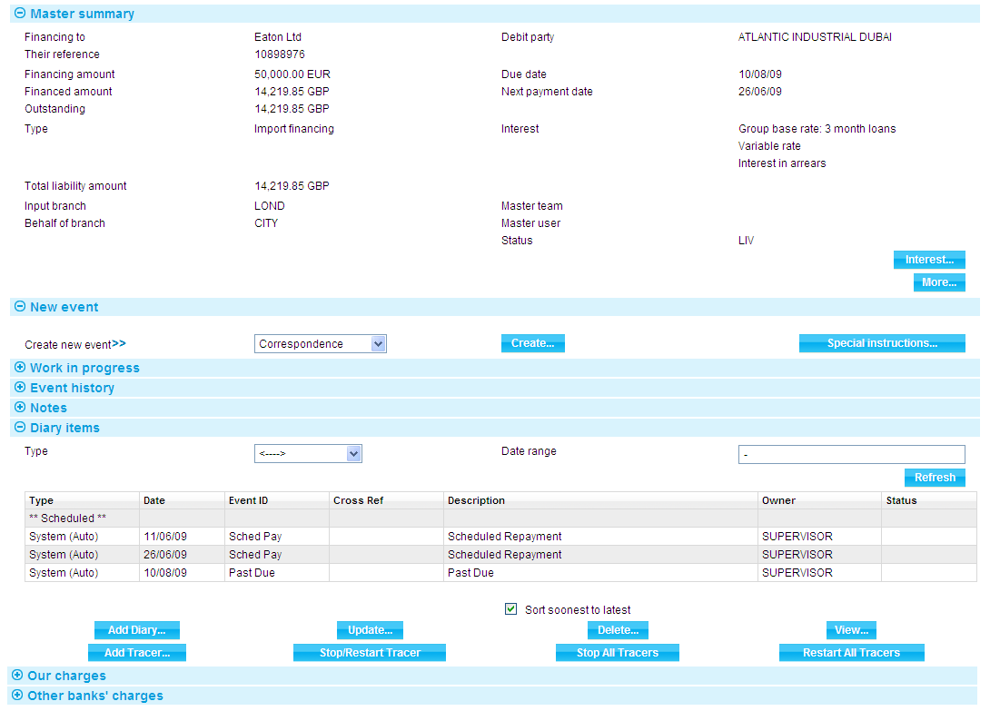 Master summary
Financing to Eaton Ltd Debit party ATLANTIC INDUSTRIAL DUBAI
Their reference 10898976
Financing amount 50,000.00 EUR Due date 10/08/09
Financed amount 14,219.85 GBP Next payment date 26/06/09
Outstanding 14,219.85 GBP
Type Import financing Interest Group base rate: 3 month loans
Variable rate
Interest in arrears
Total liability amount 14,219.85 GBP
Input branch LOND Master team
Behalf of branch CITY Master user
Status LIV
Interest...
More...
New event
Create new event>> Correspondence Create... Special instructions...
Work in progress
Event history
Notes
Diary items
Type <----> Date range -
Refresh
Type Date Event ID Cross Ref Description Owner Status
** Scheduled **
System (Auto) 11/06/09 Sched Pay Scheduled Repayment SUPERVISOR
System (Auto) 26/06/09 Sched Pay Scheduled Repayment SUPERVISOR
System (Auto) 10/08/09 Past Due Past Due SUPERVISOR
Sort soonest to latest
Add Diary... Update... Delete... View...
Add Tracer... Stop/Restart Tracer Stop All Tracers Restart All Tracers
Our charges
Other banks' charges